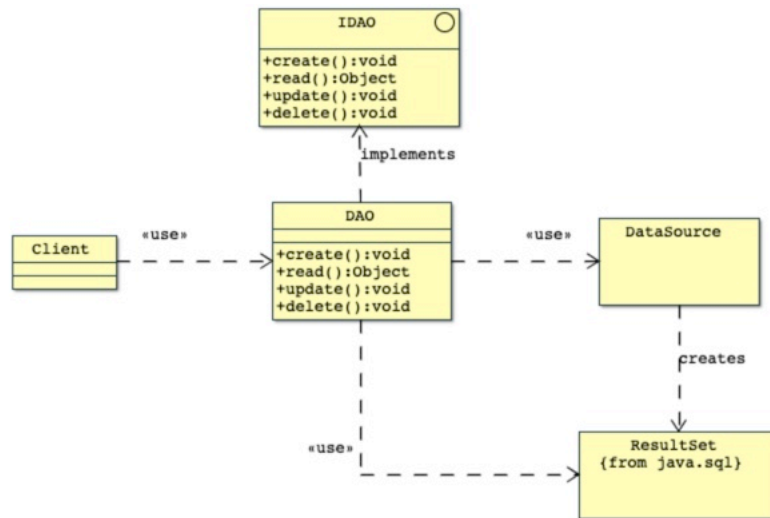 IDAO
+create():void
+read():Object
+update():void
+delete():void
implements
DAO
+create():void
+read():Object
+update():void
+delete():void
«use»
Client
«use»
DataSource
creates
«use»
ResultSet
{from java.sql}